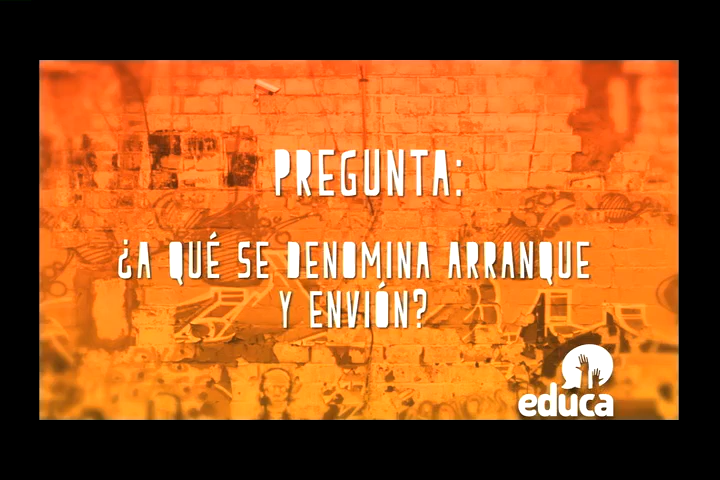 PREGUNTA:
¿A QUÉ SE DENOMINA ARRANQUE
Y ENVIÓN?
educa